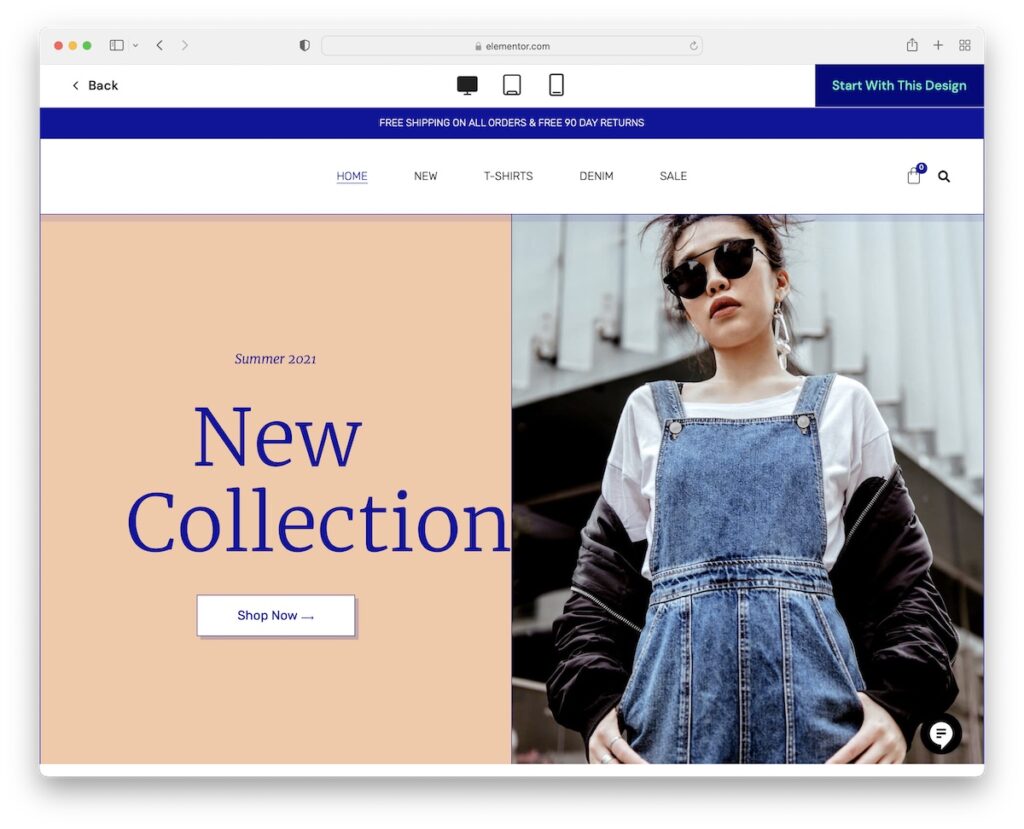 elementor.com
Back
Start With This Design
FREE SHIPPING ON ALL ORDERS & FREE 90 DAY RETURNS
HOME NEW T-SHIRTS DENIM SALE
0
Summer 2021
New
Collection
Shop Now →